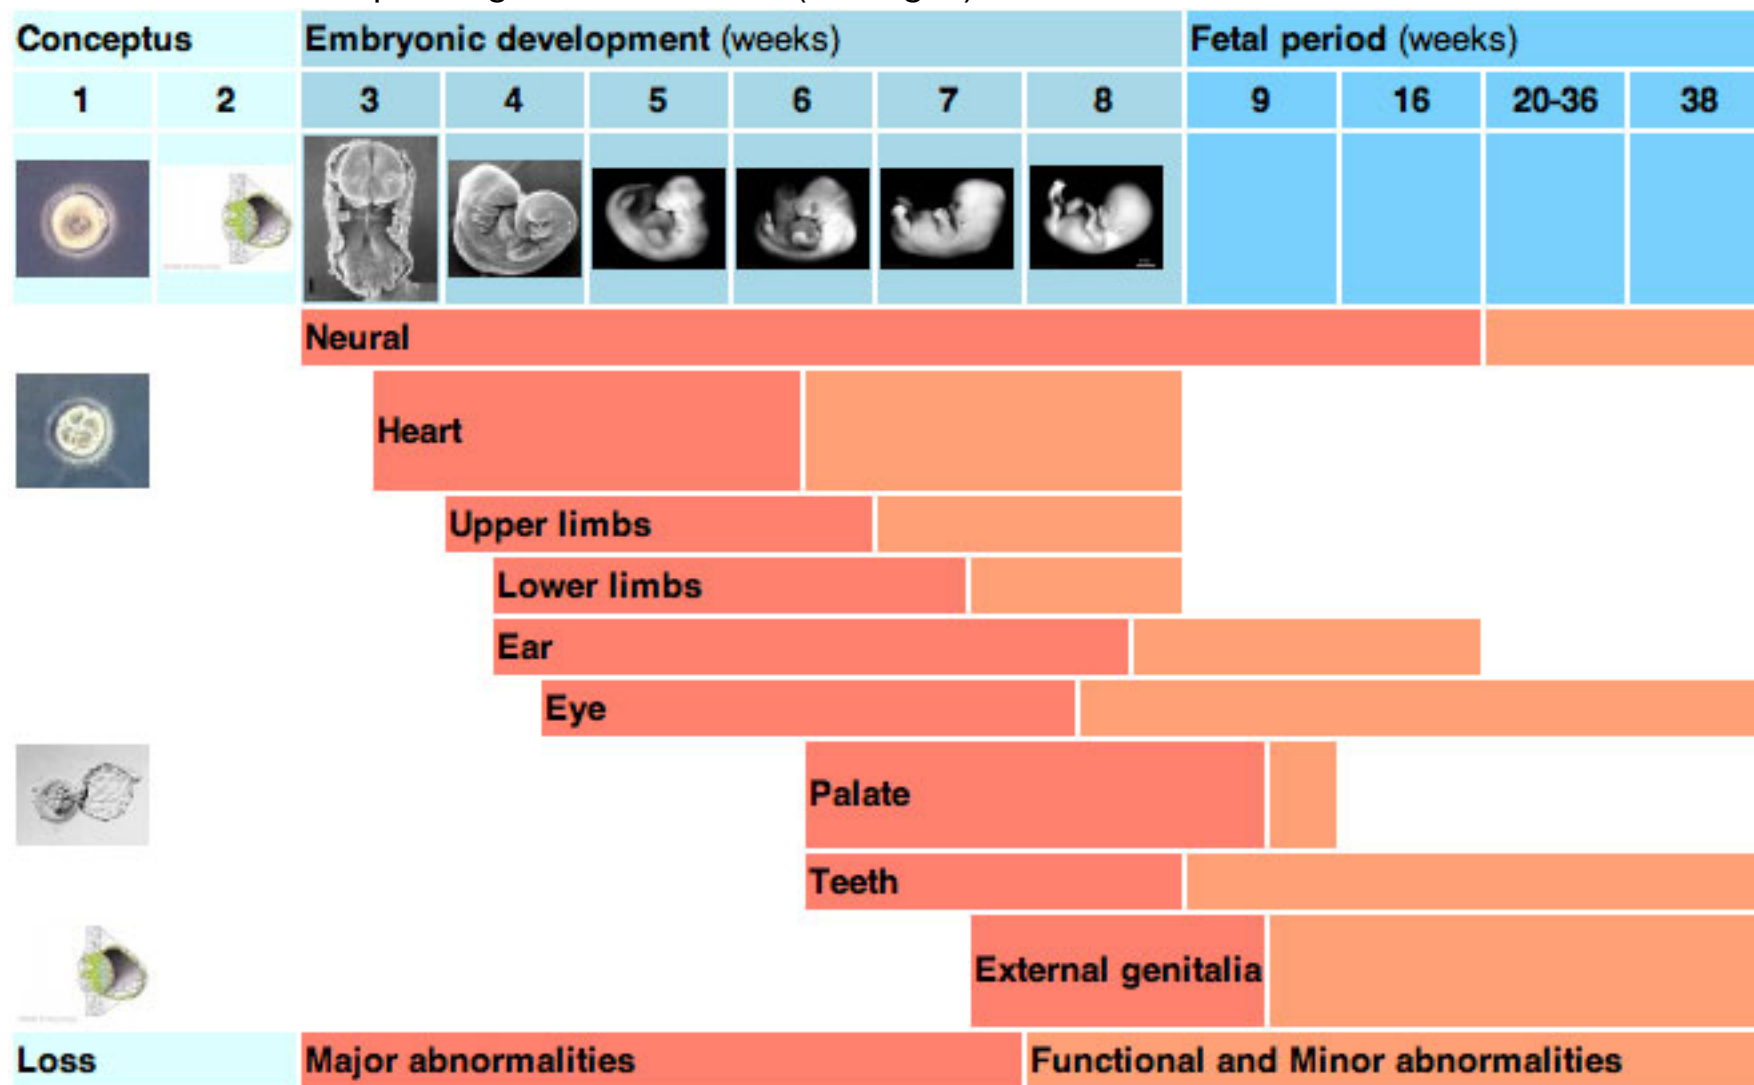 Conceptus Embryonic development (weeks) Fetal period (weeks)
1 2 3 4 5 6 7 8 9 16 20-36 38
Neural
Heart
Upper limbs
Lower limbs
Ear
Eye
Palate
Teeth
External genitalia
Loss Major abnormalities Functional and Minor abnormalities